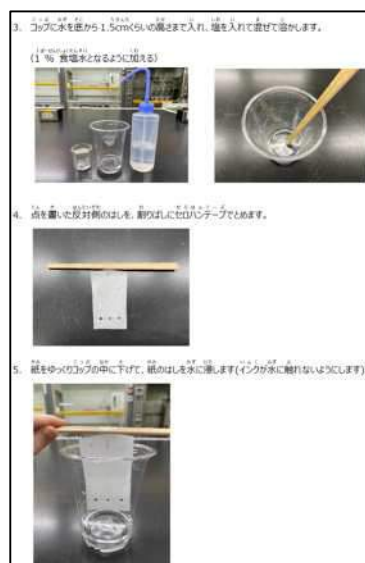 3. コップに水を底から1.5cmくらいの高さまで入れ、塩を入れて混ぜて溶かします。
(1 % 食塩水となるように加える)
4. 点を書いた反対側のはしを、割りばしにセロハンテープでとめます。
5. 紙をゆっくりコップの中に下げて、紙のはしを水に浸します(インクが水に触れないようにします)